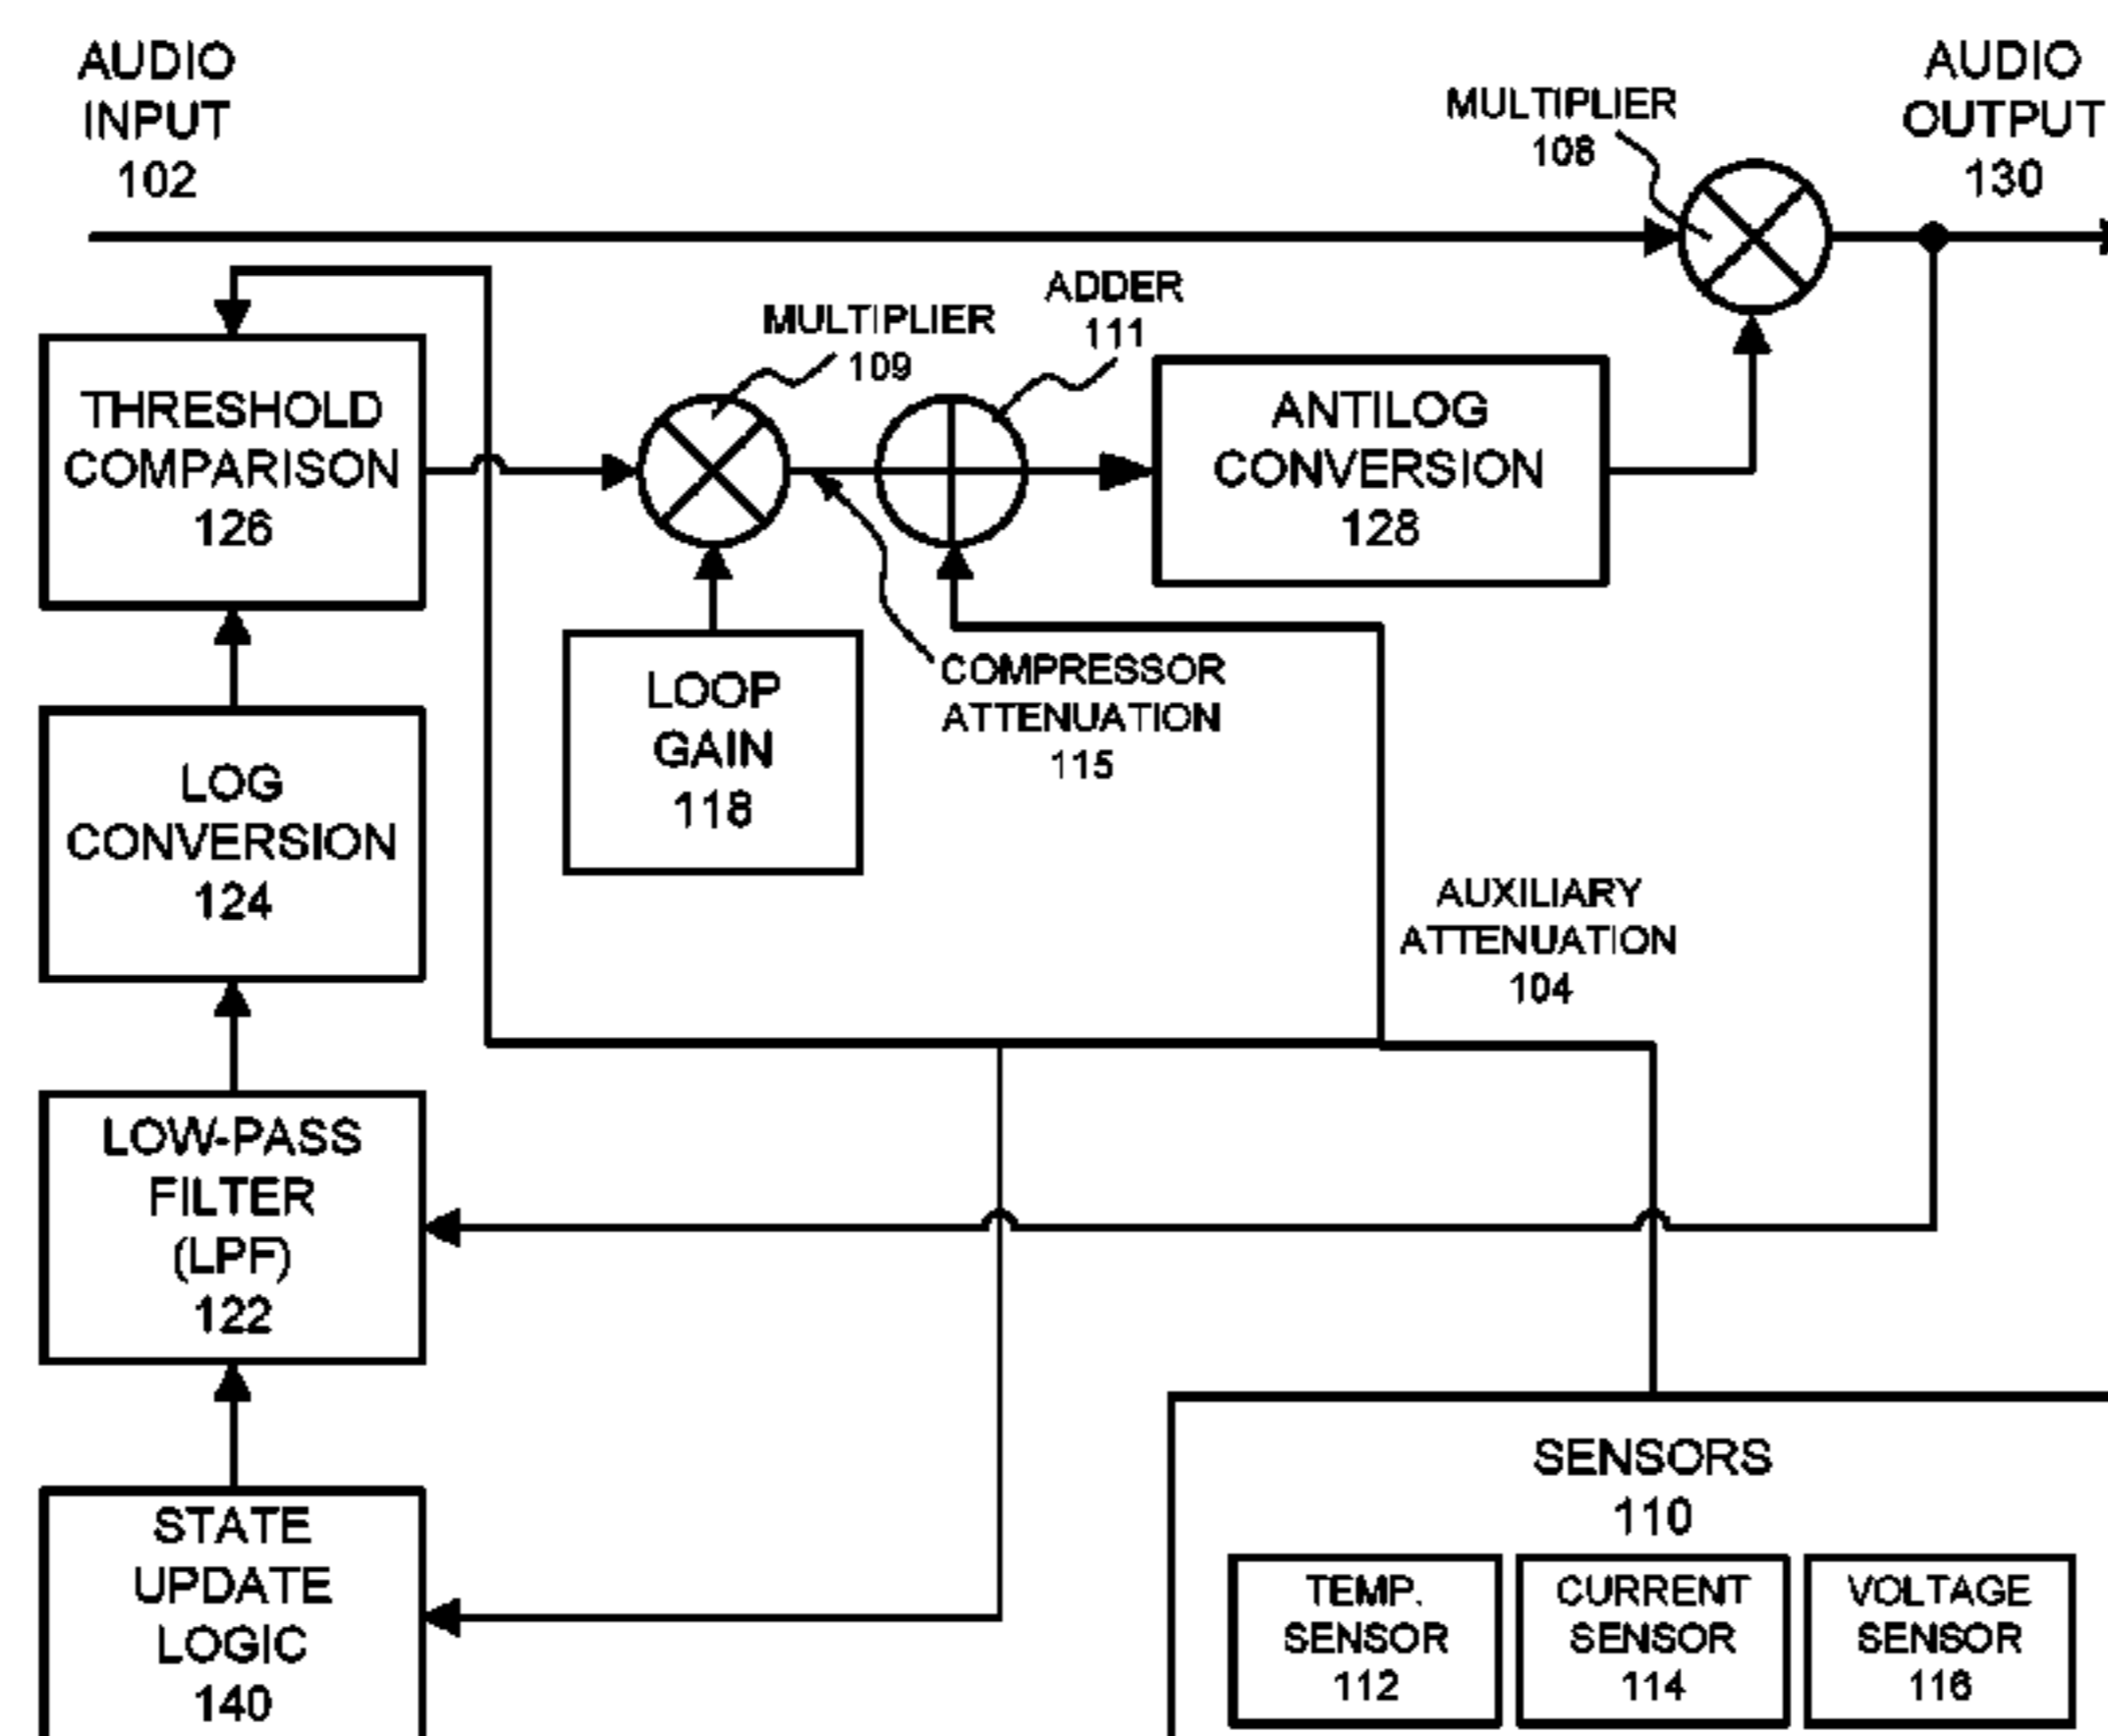 AUDIO
INPUT
102
MULTIPLIER
108
AUDIO
OUTPUT
130
MULTIPLIER
109
ADDER
111
THRESHOLD
COMPARISON
126
ANTILOG
CONVERSION
128
LOOP
GAIN
118
COMPRESSOR
ATTENUATION
115
LOG
CONVERSION
124
AUXILIARY
ATTENUATION
104
LOW-PASS
FILTER
(LPF)
122
STATE
UPDATE
LOGIC
140
SENSORS
110
TEMP.
SENSOR
112
CURRENT
SENSOR
114
VOLTAGE
SENSOR
116